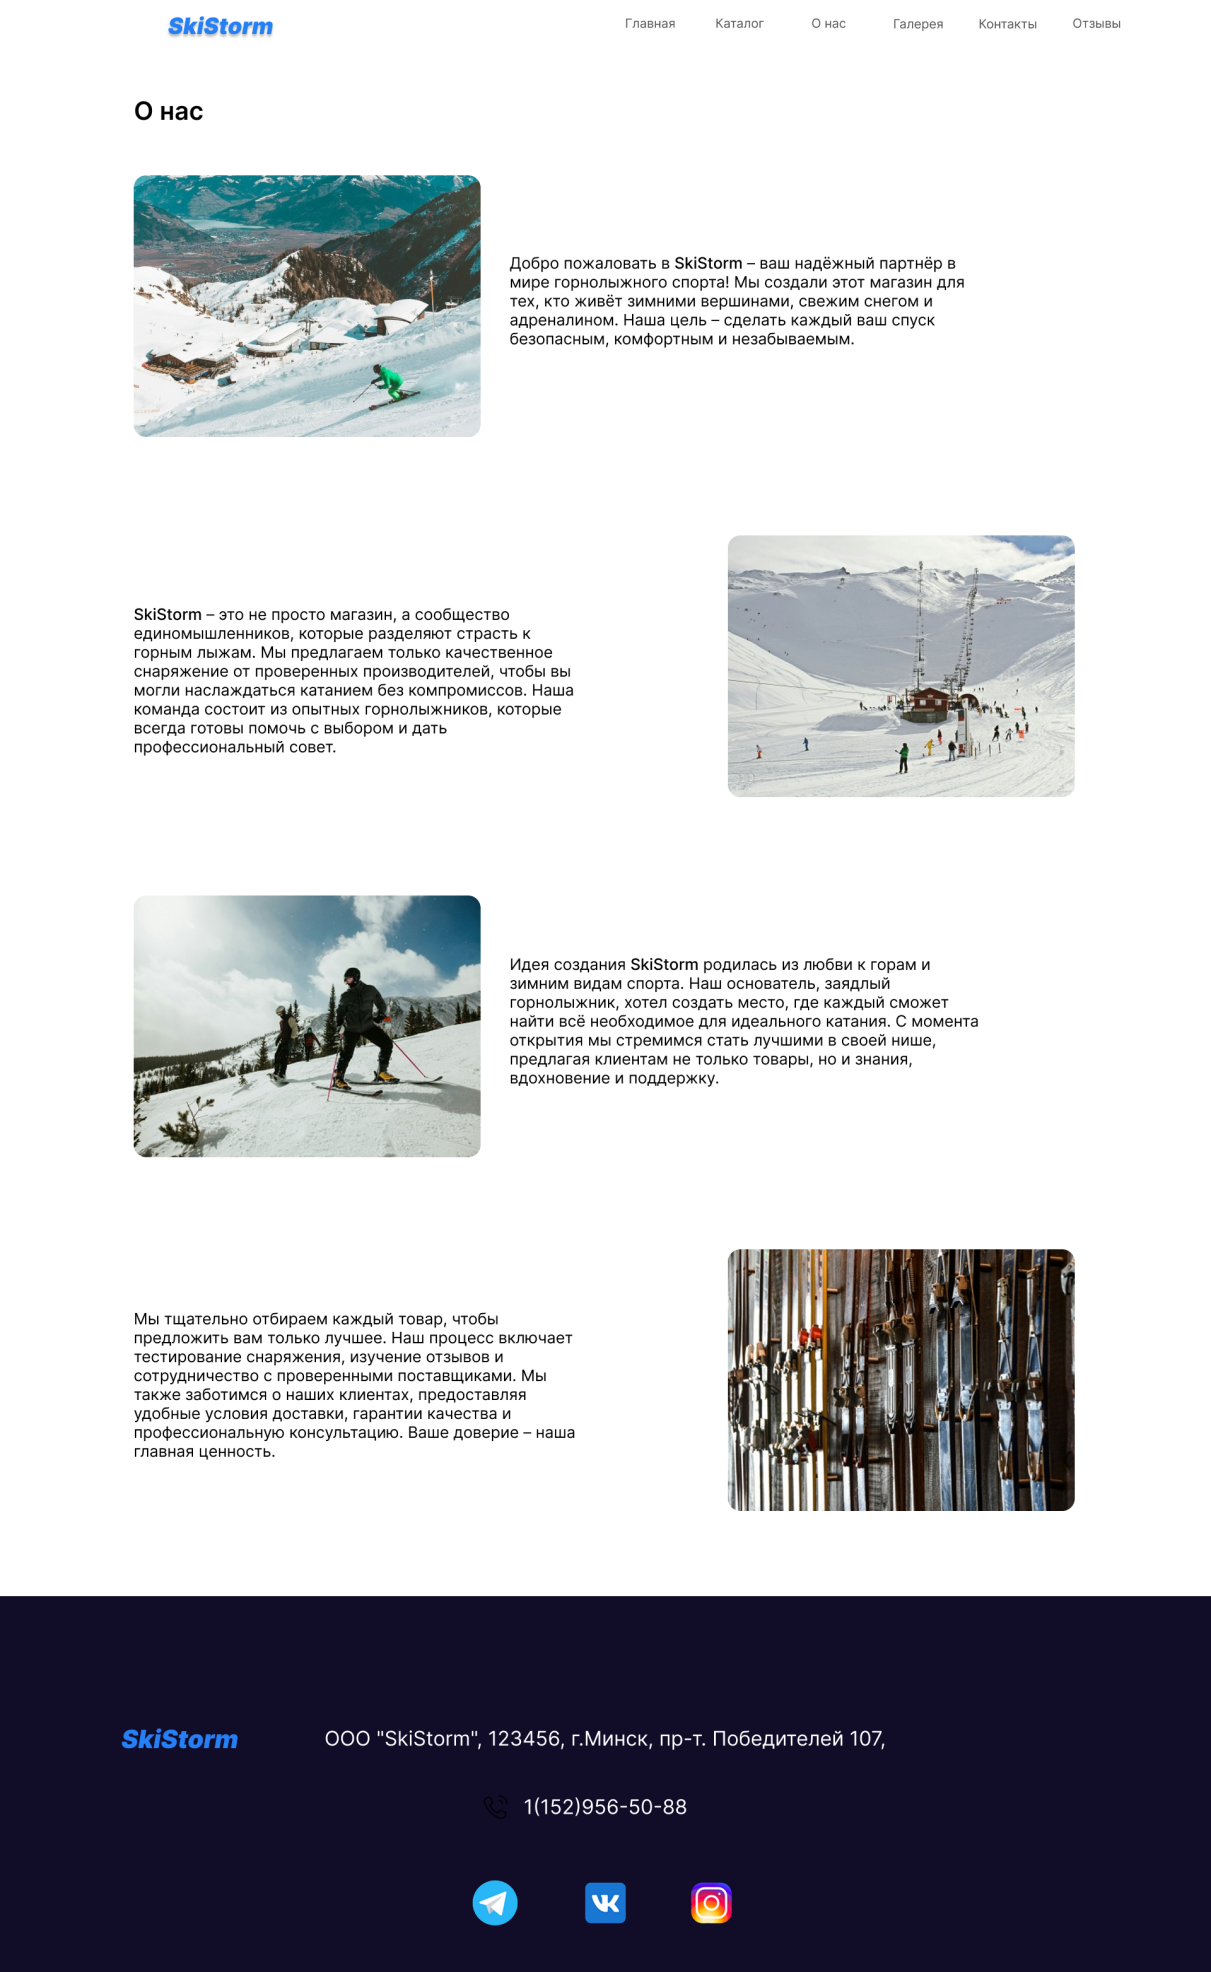 SkiStorm
Главная
Каталог
О нас
Галерея
Контакты
Отзывы
О нас
Добро пожаловать в SkiStorm – ваш надёжный партнёр в
мире горнолыжного спорта! Мы создали этот магазин для
тех, кто живёт зимними вершинами, свежим снегом и
адреналином. Наша цель – сделать каждый ваш спуск
безопасным, комфортным и незабываемым.
SkiStorm – это не просто магазин, а сообщество
единомышленников, которые разделяют страсть к
горным лыжам. Мы предлагаем только качественное
снаряжение от проверенных производителей, чтобы вы
могли наслаждаться катанием без компромиссов. Наша
команда состоит из опытных горнолыжников, которые
всегда готовы помочь с выбором и дать
профессиональный совет.
Идея создания SkiStorm родилась из любви к горам и
зимним видам спорта. Наш основатель, заядлый
горнолыжник, хотел создать место, где каждый сможет
найти всё необходимое для идеального катания. С момента
открытия мы стремимся стать лучшими в своей нише,
предлагая клиентам не только товары, но и знания,
вдохновение и поддержку.
Мы тщательно отбираем каждый товар, чтобы
предложить вам только лучшее. Наш процесс включает
тестирование снаряжения, изучение отзывов и
сотрудничество с проверенными поставщиками. Мы
также заботимся о наших клиентах, предоставляя
удобные условия доставки, гарантии качества и
профессиональную консультацию. Ваше доверие – наша
главная ценность.
SkiStorm
ООО "SkiStorm", 123456, г.Минск, пр-т. Победителей 107,
1(152)956-50-88